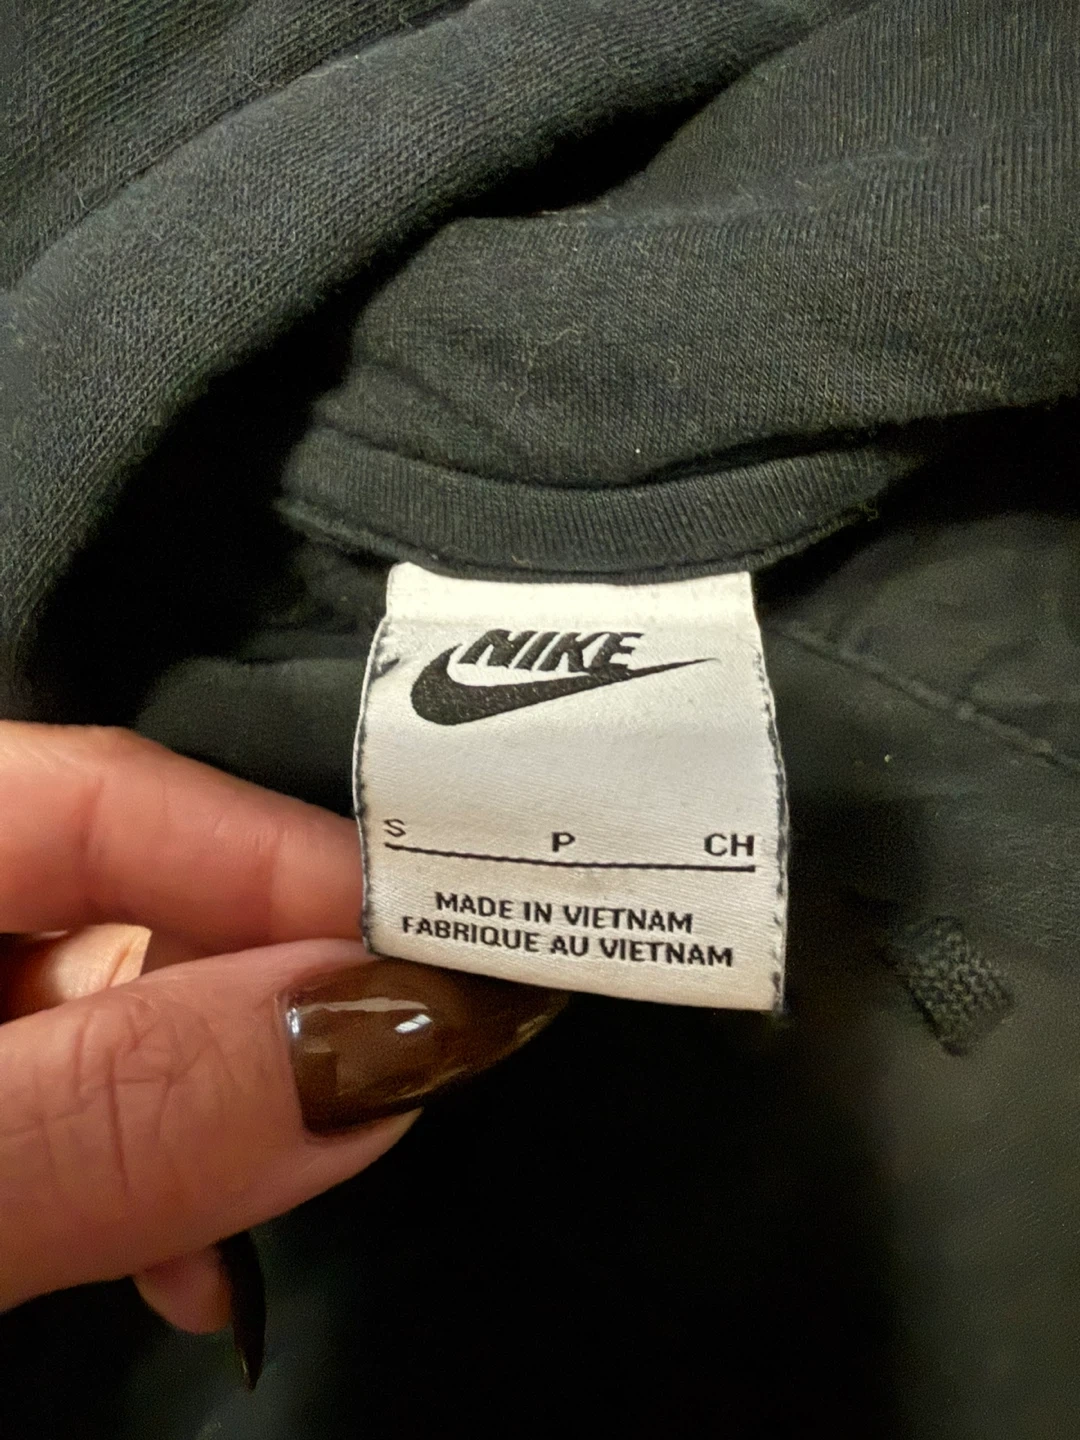 NIKE
S P CH
MADE IN VIETNAM
FABRIQUE AU VIETNAM